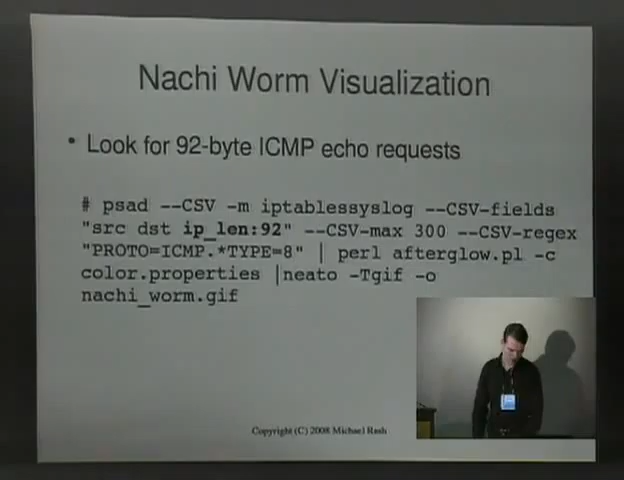 Nachi Worm Visualization
• Look for 92-byte ICMP echo requests
# psad --CSV -m iptablessyslog --CSV-fields
"src dst ip_len:92" --CSV-max 300 --CSV-regex
"PROTO=ICMP.*TYPE=8" | perl afterglow.pl -c
color.properties |neato -Tgif -o
nachi_worm.gif
Copyright (C) 2008 Michael Rash